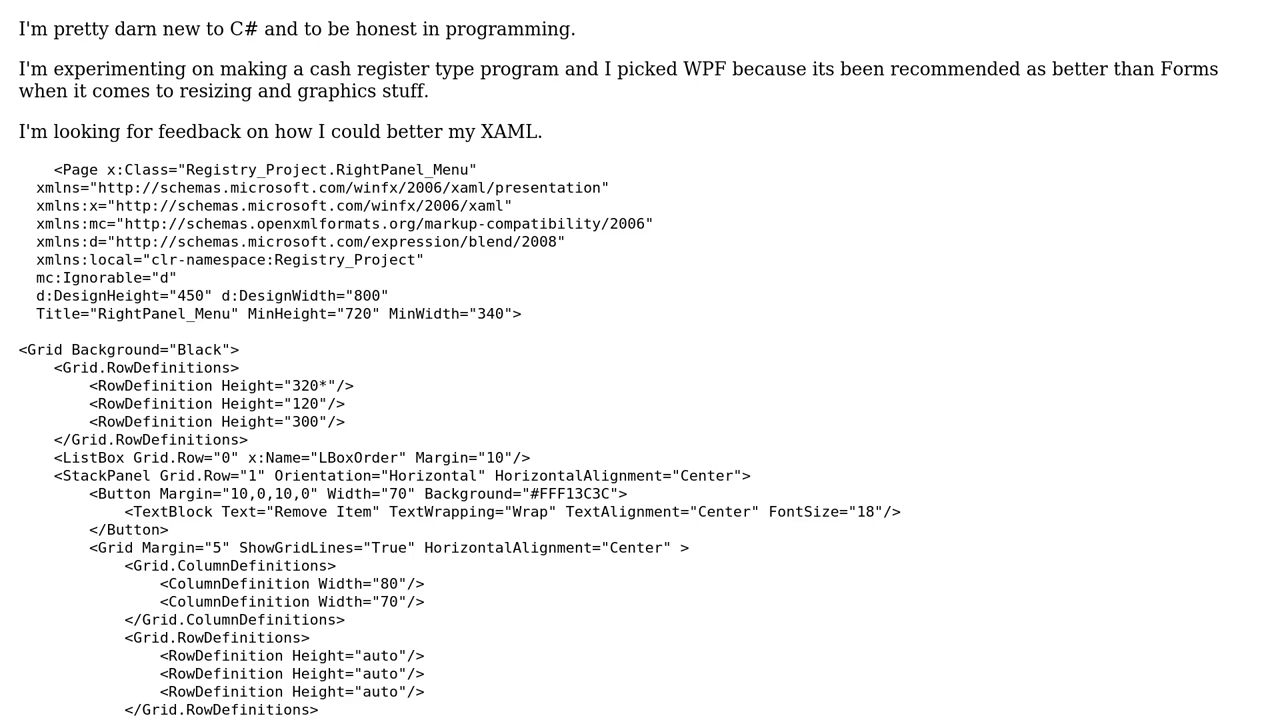 I'm pretty darn new to C# and to be honest in programming.
I'm experimenting on making a cash register type program and I picked WPF because its been recommended as better than Forms
when it comes to resizing and graphics stuff.
I'm looking for feedback on how I could better my XAML.
    <Page x:Class="Registry_Project.RightPanel_Menu"
  xmlns="http://schemas.microsoft.com/winfx/2006/xaml/presentation"
  xmlns:x="http://schemas.microsoft.com/winfx/2006/xaml"
  xmlns:mc="http://schemas.openxmlformats.org/markup-compatibility/2006"
  xmlns:d="http://schemas.microsoft.com/expression/blend/2008"
  xmlns:local="clr-namespace:Registry_Project"
  mc:Ignorable="d"
  d:DesignHeight="450" d:DesignWidth="800"
  Title="RightPanel_Menu" MinHeight="720" MinWidth="340">
<Grid Background="Black">
    <Grid.RowDefinitions>
        <RowDefinition Height="320*"/>
        <RowDefinition Height="120"/>
        <RowDefinition Height="300"/>
    </Grid.RowDefinitions>
    <ListBox Grid.Row="0" x:Name="LBoxOrder" Margin="10"/>
    <StackPanel Grid.Row="1" Orientation="Horizontal" HorizontalAlignment="Center">
        <Button Margin="10,0,10,0" Width="70" Background="#FFF13C3C">
            <TextBlock Text="Remove Item" TextWrapping="Wrap" TextAlignment="Center" FontSize="18"/>
        </Button>
        <Grid Margin="5" ShowGridLines="True" HorizontalAlignment="Center" >
            <Grid.ColumnDefinitions>
                <ColumnDefinition Width="80"/>
                <ColumnDefinition Width="70"/>
            </Grid.ColumnDefinitions>
            <Grid.RowDefinitions>
                <RowDefinition Height="auto"/>
                <RowDefinition Height="auto"/>
                <RowDefinition Height="auto"/>
            </Grid.RowDefinitions>